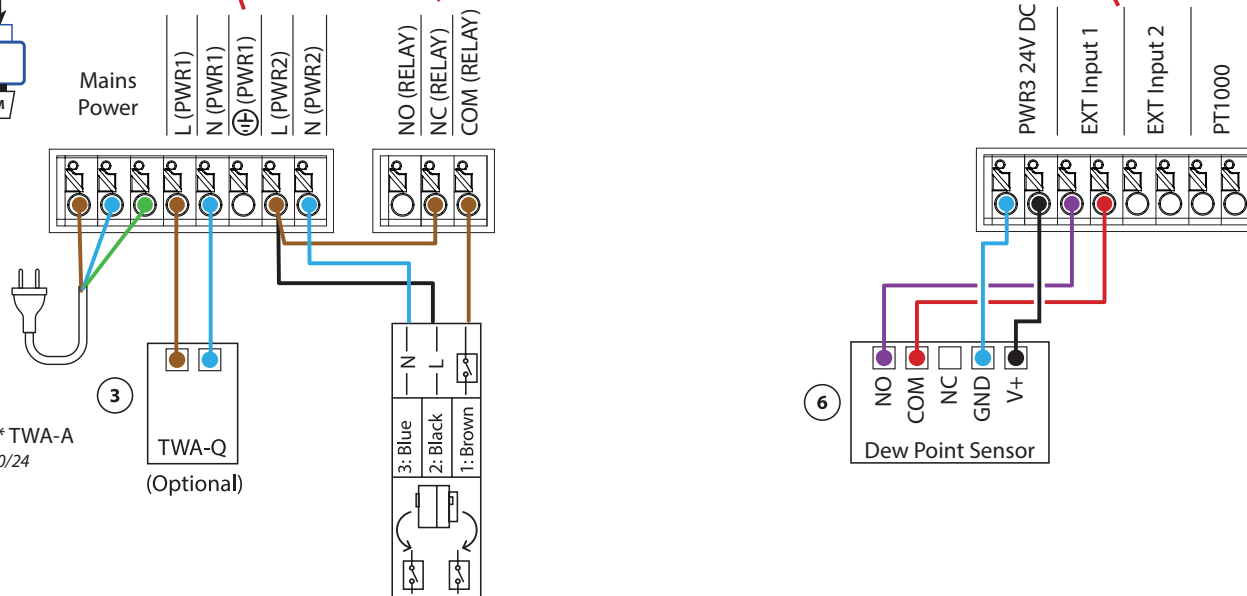 M
Mains
Power
L (PWR1)
N (PWR1)
(PWR1)
L (PWR2)
N (PWR2)
NO (RELAY)
NC (RELAY)
COM (RELAY)
PWR3 24V DC
EXT Input 1
EXT Input 2
PT1000
3
* TWA-A
0/24
TWA-Q
(Optional)
N
L
3: Blue
2: Black
1: Brown
6
NO
COM
NC
GND
V+
Dew Point Sensor